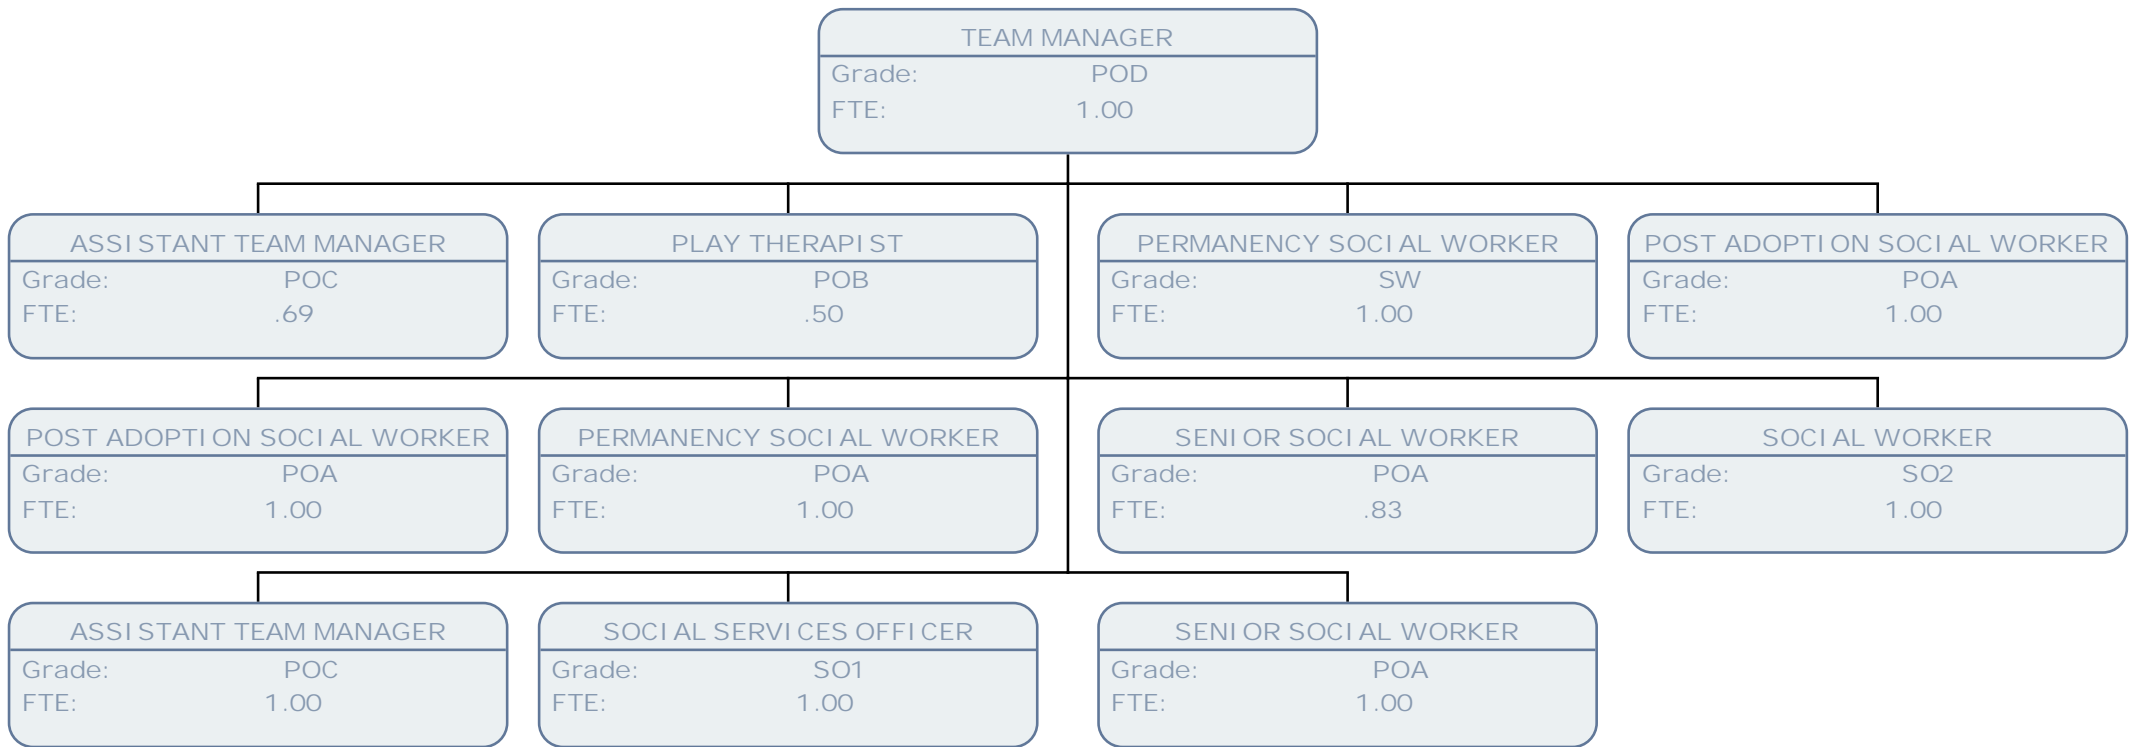 TEAM MANAGER
Grade: POD
FTE: 1.00
ASSISTANT TEAM MANAGER
Grade: POC
FTE: .69
PLAY THERAPIST
Grade: POB
FTE: .50
PERMANENCY SOCIAL WORKER
Grade: SW
FTE: 1.00
POST ADOPTION SOCIAL WORKER
Grade: POA
FTE: 1.00
POST ADOPTION SOCIAL WORKER
Grade: POA
FTE: 1.00
PERMANENCY SOCIAL WORKER
Grade: POA
FTE: 1.00
SENIOR SOCIAL WORKER
Grade: POA
FTE: .83
SOCIAL WORKER
Grade: SO2
FTE: 1.00
ASSISTANT TEAM MANAGER
Grade: POC
FTE: 1.00
SOCIAL SERVICES OFFICER
Grade: SO1
FTE: 1.00
SENIOR SOCIAL WORKER
Grade: POA
FTE: 1.00